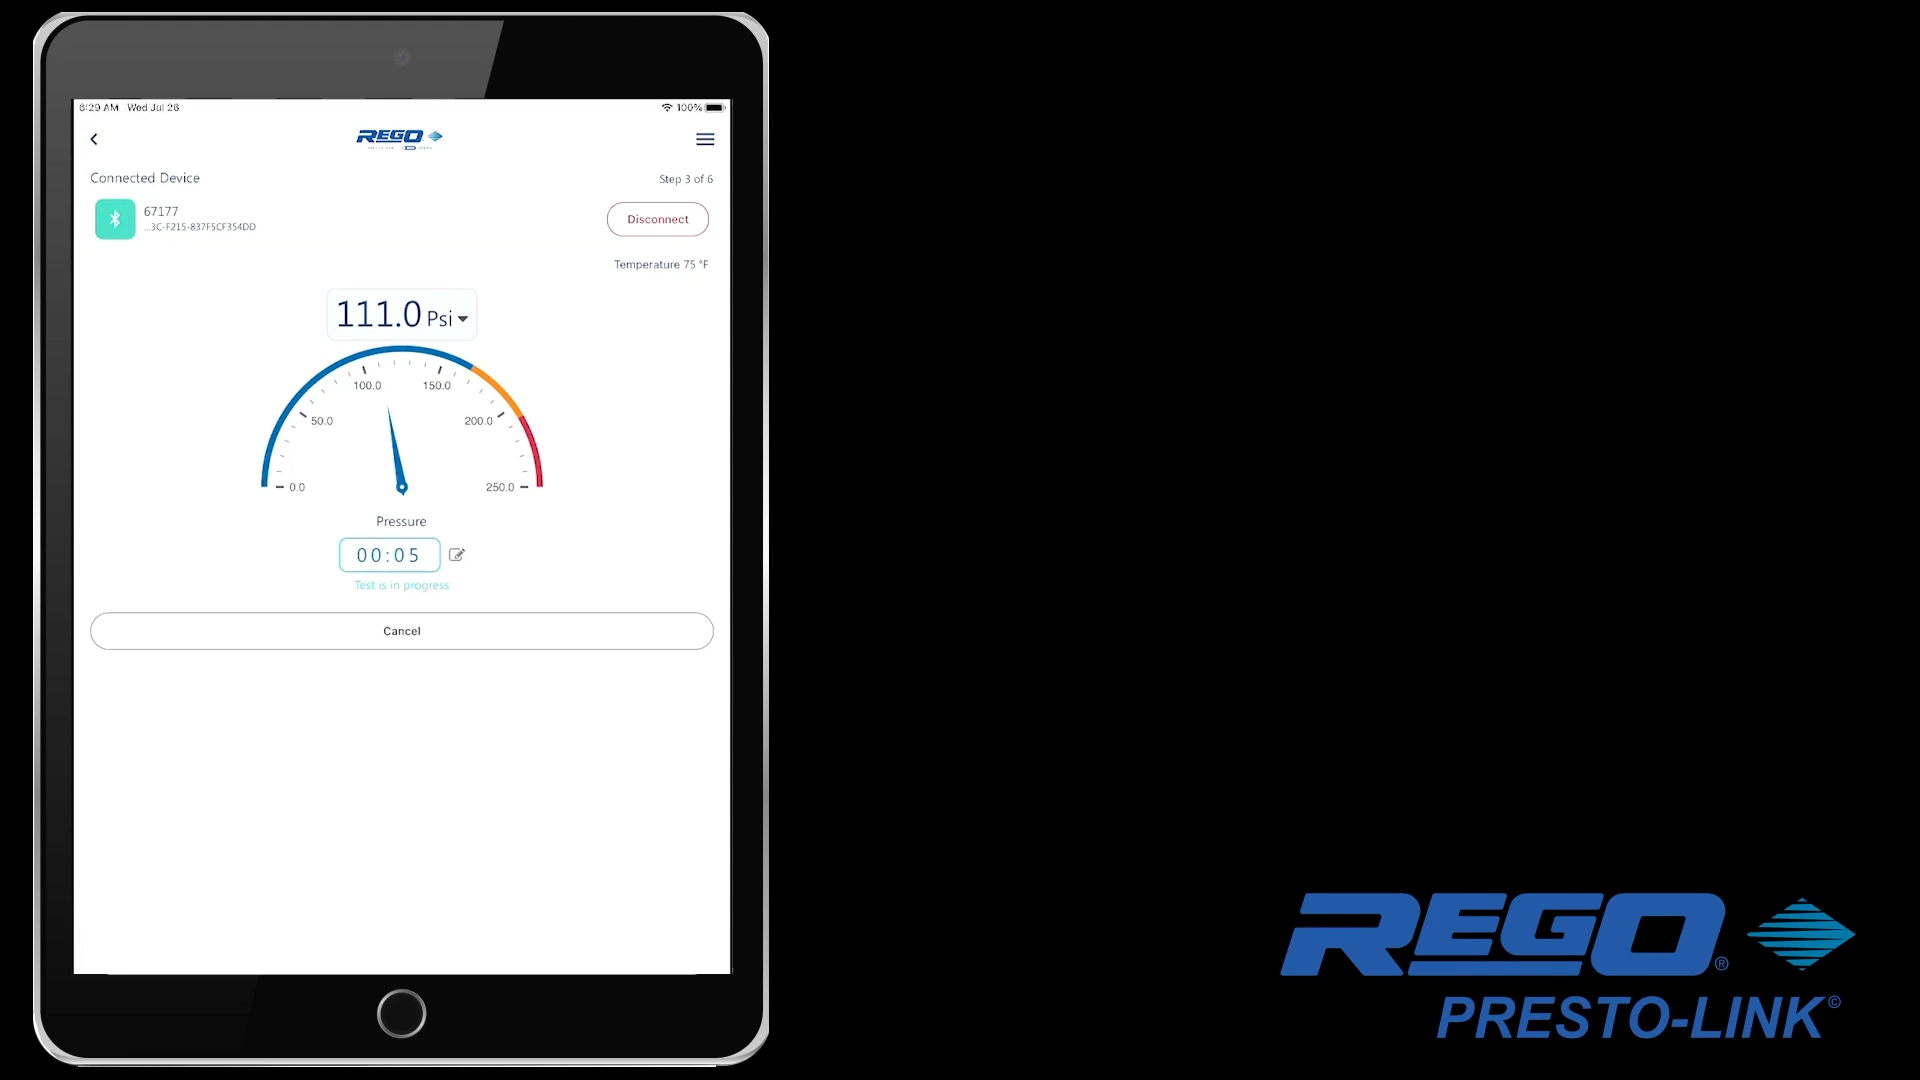 8:29 AM Wed Jul 26
100%
REGO
Connected Device
Step 3 of 6
67177
...3C-F215-837F5CF354DD
Disconnect
Temperature 75 °F
111.0 Psi
0.0
50.0
100.0
150.0
200.0
250.0
Pressure
00:05
Test is in progress
Cancel
REGO®
PRESTO-LINK©